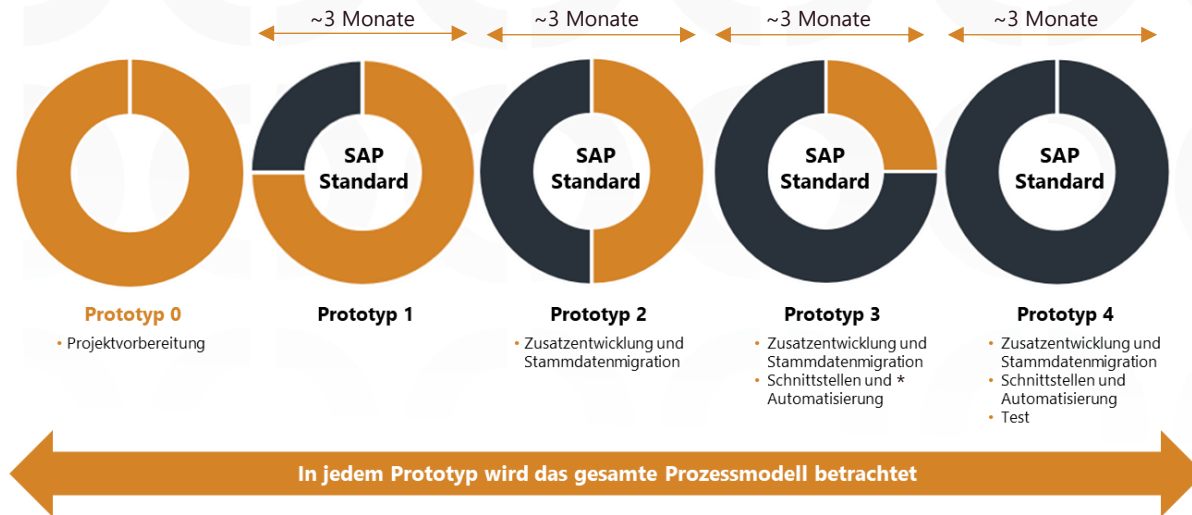 ~3 Monate
~3 Monate
~3 Monate
~3 Monate
SAP
Standard
SAP
Standard
SAP
Standard
SAP
Standard
Prototyp 0
• Projektvorbereitung
Prototyp 1
Prototyp 2
• Zusatzentwicklung und
Stammdatenmigration
Prototyp 3
• Zusatzentwicklung und
Stammdatenmigration
• Schnittstellen und *
Automatisierung
Prototyp 4
• Zusatzentwicklung und
Stammdatenmigration
• Schnittstellen und
Automatisierung
• Test
In jedem Prototyp wird das gesamte Prozessmodell betrachtet